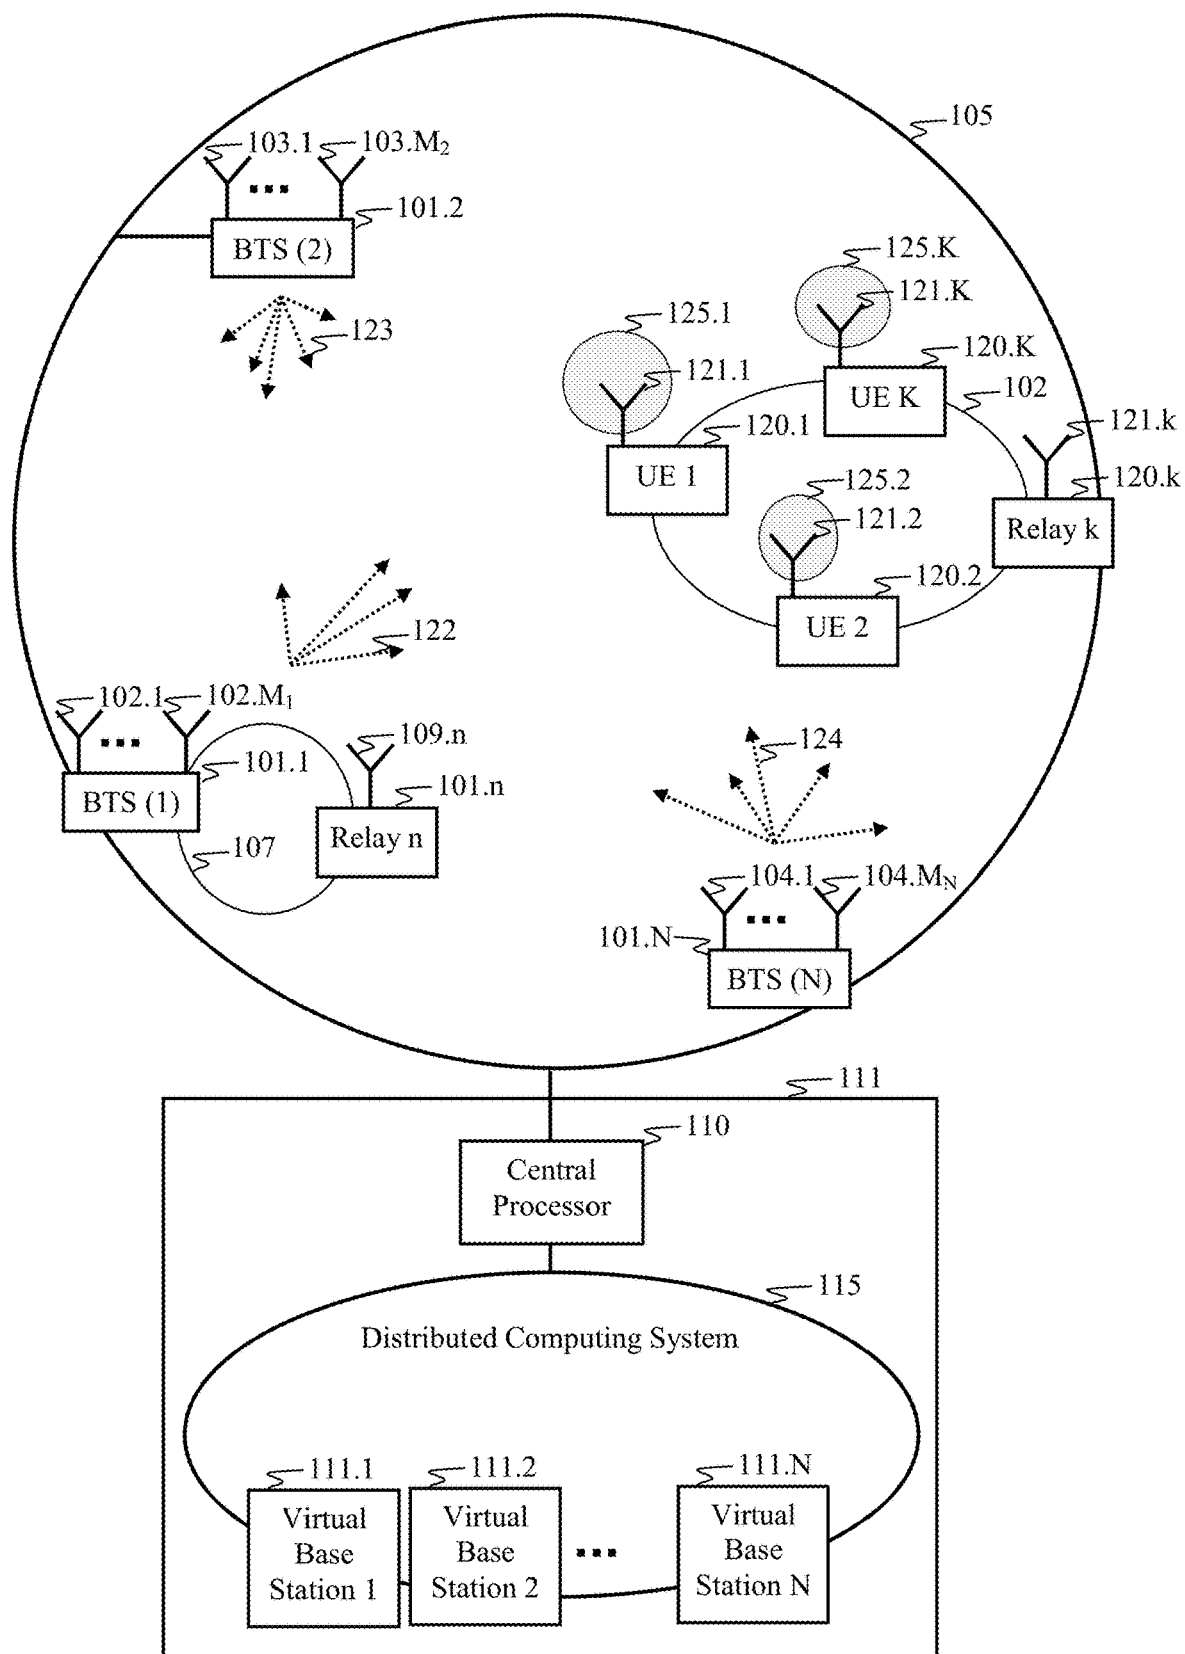 105
103.1
103.M2
101.2
BTS (2)
123
125.K
121.K
125.1
121.1
120.K
UE K
102
120.1
UE 1
121.k
120.k
Relay k
125.2
121.2
120.2
UE 2
122
102.1
102.M1
101.1
BTS (1)
109.n
101.n
Relay n
107
124
104.1
104.MN
101.N
BTS (N)
111
110
Central
Processor
115
Distributed Computing System
111.1
Virtual
Base
Station 1
111.2
Virtual
Base
Station 2
111.N
Virtual
Base
Station N